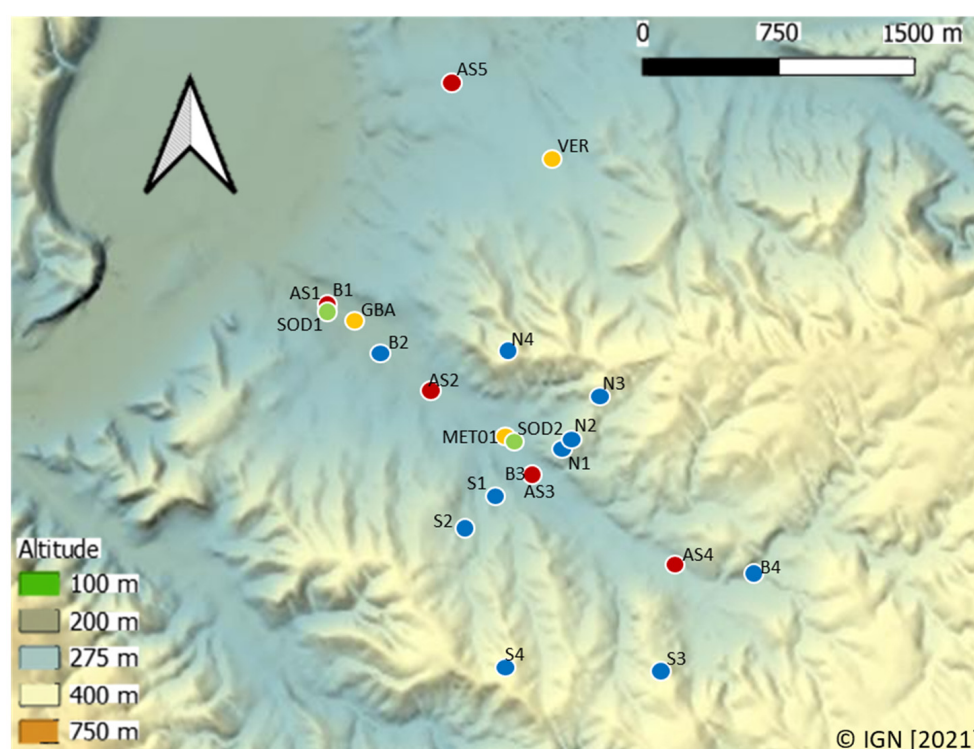 0 750 1500 m
AS5
VER
AS1 B1
GBA
SOD1
B2
N4
AS2
N3
MET01 SOD2 N2
N1
B3
AS3
S1
S2
AS4
B4
S4
S3
Altitude
100 m
200 m
275 m
400 m
750 m
© IGN [2021